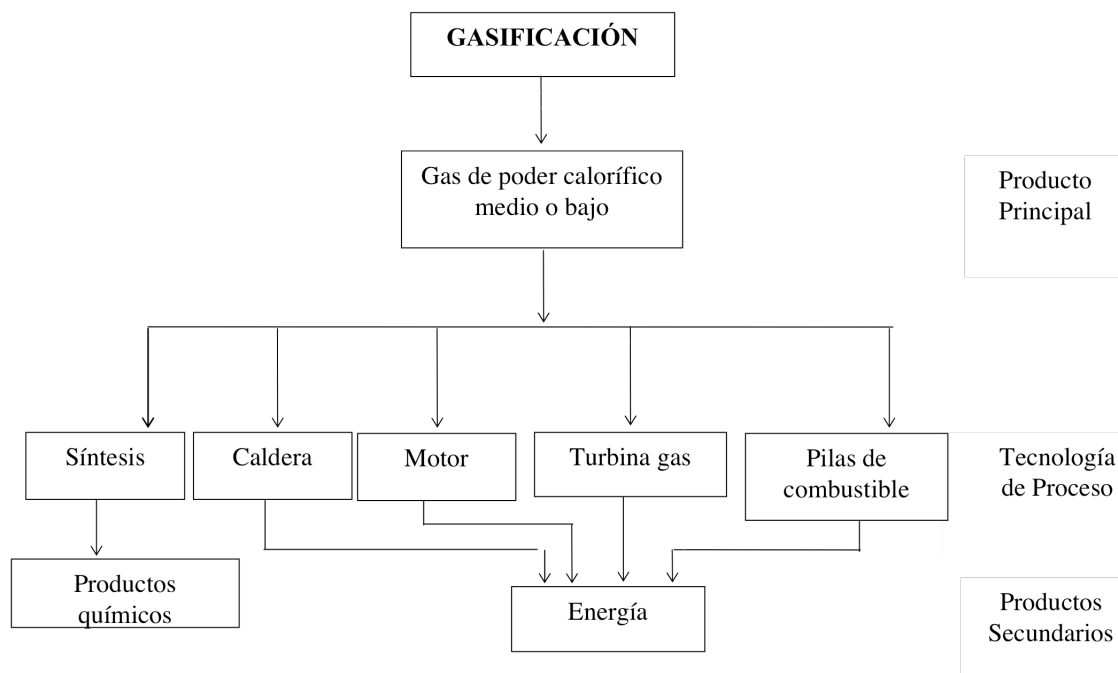 GASIFICACIÓN
Gas de poder calorífico
medio o bajo
Producto
Principal
Síntesis
Caldera
Motor
Turbina gas
Pilas de
combustible
Tecnología
de Proceso
Productos
químicos
Energía
Productos
Secundarios